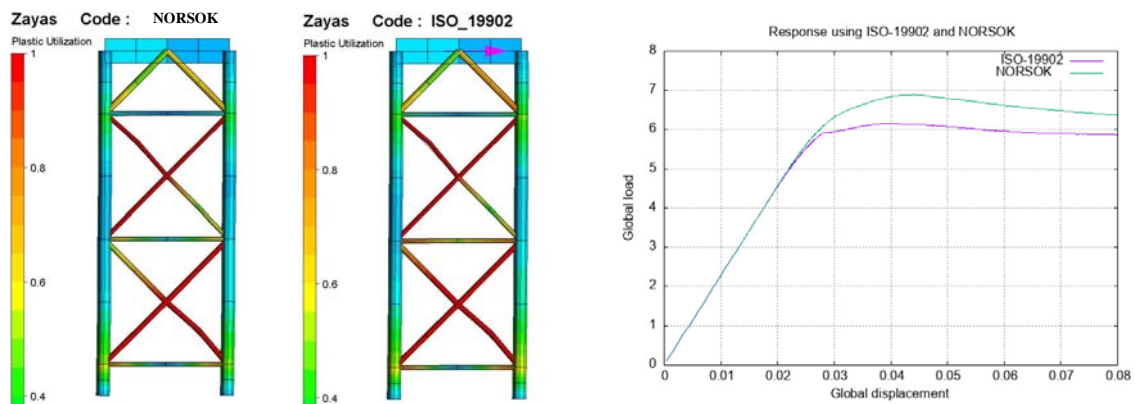 Zayas Code : NORSOK
Plastic Utilization
1
0.8
0.6
0.4
Zayas Code : ISO_19902
Plastic Utilization
1
0.8
0.6
0.4
Response using ISO-19902 and NORSOK
ISO-19902
NORSOK
Global load
8
7
6
5
4
3
2
1
0
0 0.01 0.02 0.03 0.04 0.05 0.06 0.07 0.08
Global displacement